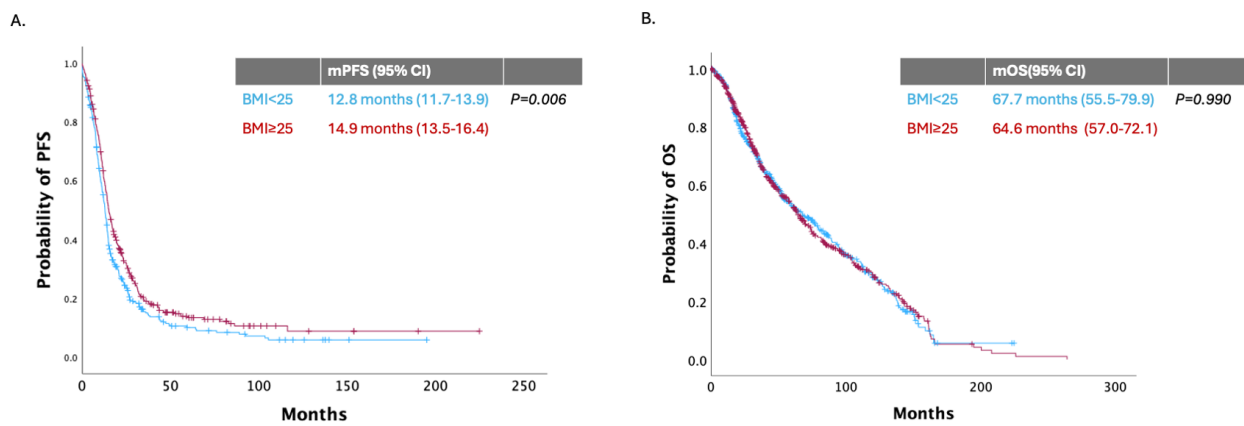 A.
mPFS (95% CI)
BMI<25 12.8 months (11.7-13.9) P=0.006
BMI≥25 14.9 months (13.5-16.4)
Probability of PFS
1.0
0.8
0.6
0.4
0.2
0.0
0 50 100 150 200 250
Months
B.
mOS(95% CI)
BMI<25 67.7 months (55.5-79.9) P=0.990
BMI≥25 64.6 months (57.0-72.1)
Probability of OS
1.0
0.8
0.6
0.4
0.2
0.0
0 100 200 300
Months